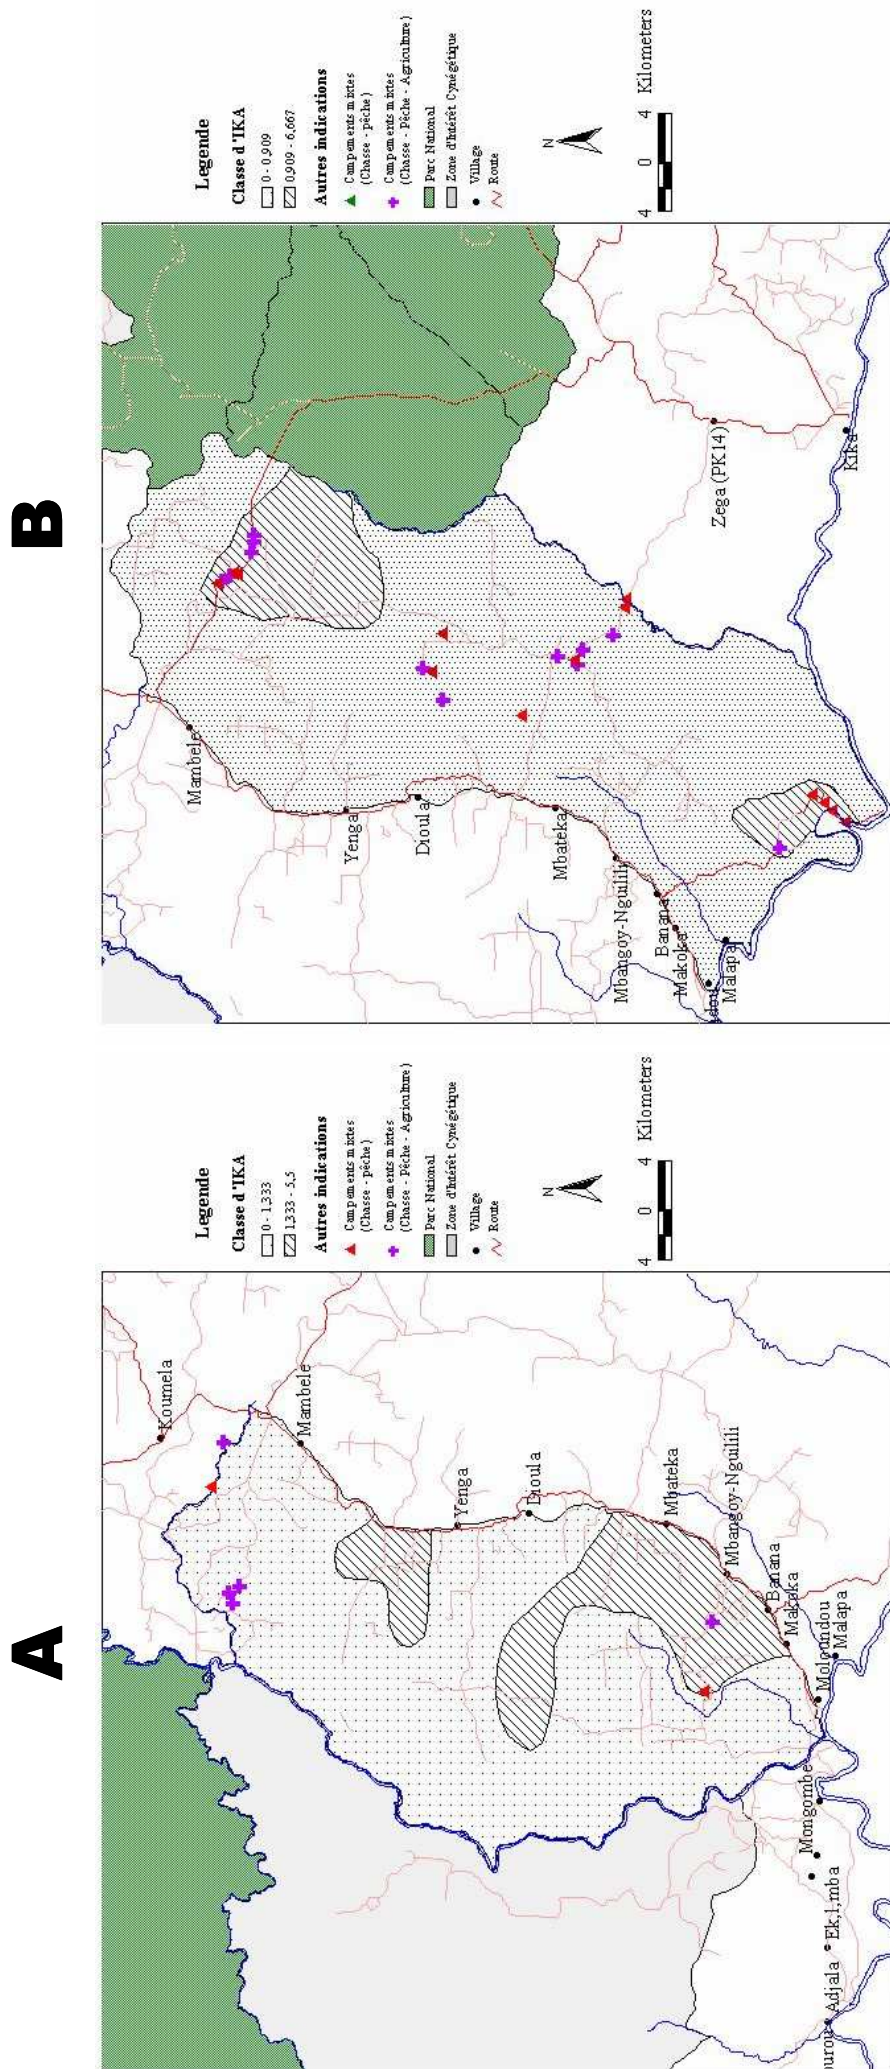 B
Legende
Classe d'IKA
0 - 0,909
0,909 - 6,667
Autres indications
Campements mixtes
(Chasse - pêche)
Campements mixtes
(Chasse - Pêche - Agriculture)
Parc National
Zone d'Intérêt Cynégétique
Village
Route
N
4 0 4 Kilometers
Mambele
Yenga
Dioula
Mbateka
Mbangoy-Nguilili
Banana
Makoka
Malapa
Zega (PK14)
Kika
A
Legende
Classe d'IKA
0 - 1,333
1,333 - 5,5
Autres indications
Campements mixtes
(Chasse - pêche)
Campements mixtes
(Chasse - Pêche - Agriculture)
Parc National
Zone d'Intérêt Cynégétique
Village
Route
N
4 0 4 Kilometers
Koumela
Mambele
Yenga
Dioula
Mbateka
Mbangoy-Nguilili
Banana
Makoka
Moloundou
Malapa
Mongombe
Ek,l,mba
Adjala
urou